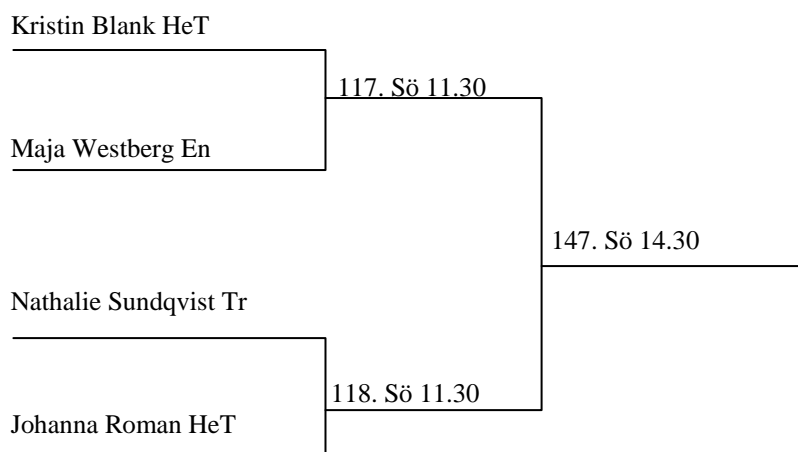 Kristin Blank HeT
117. Sö 11.30
Maja Westberg En
147. Sö 14.30
Nathalie Sundqvist Tr
118. Sö 11.30
Johanna Roman HeT